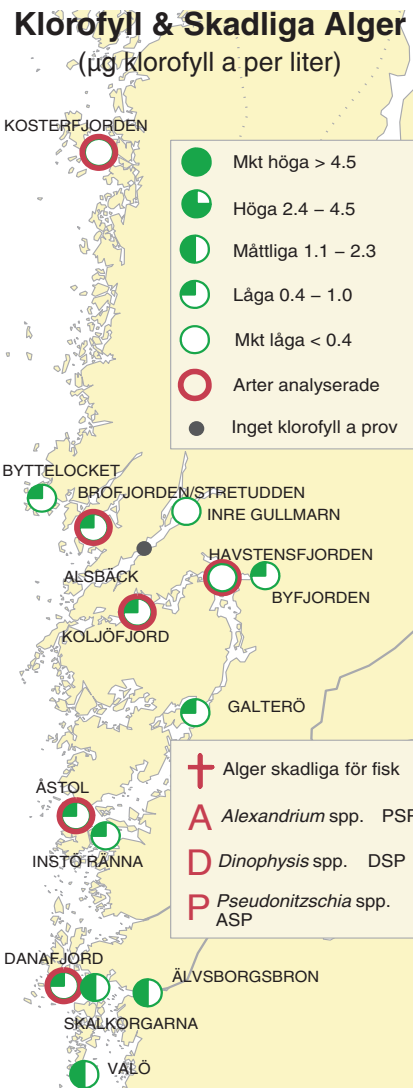 Klorofyll & Skadliga Alger
(µg klorofyll a per liter)
KOSTERFJORDEN
Mkt höga > 4.5
Höga 2.4 – 4.5
Måttliga 1.1 – 2.3
Låga 0.4 – 1.0
Mkt låga < 0.4
Arter analyserade
Inget klorofyll a prov
BYTTELOCKET
BROFJORDEN/STRETUDDEN
INRE GULLMARN
ALSBÄCK
HAVSTENSFJORDEN
BYFJORDEN
KOLJÖFJORD
GALTERÖ
Alger skadliga för fisk
A Alexandrium spp. PSP
D Dinophysis spp. DSP
P Pseudonitzschia spp.
ASP
ÅSTOL
INSTÖ RÄNNA
DANAFJORD
ÄLVSBORGSBRON
SKALKORGARNA
VALÖ